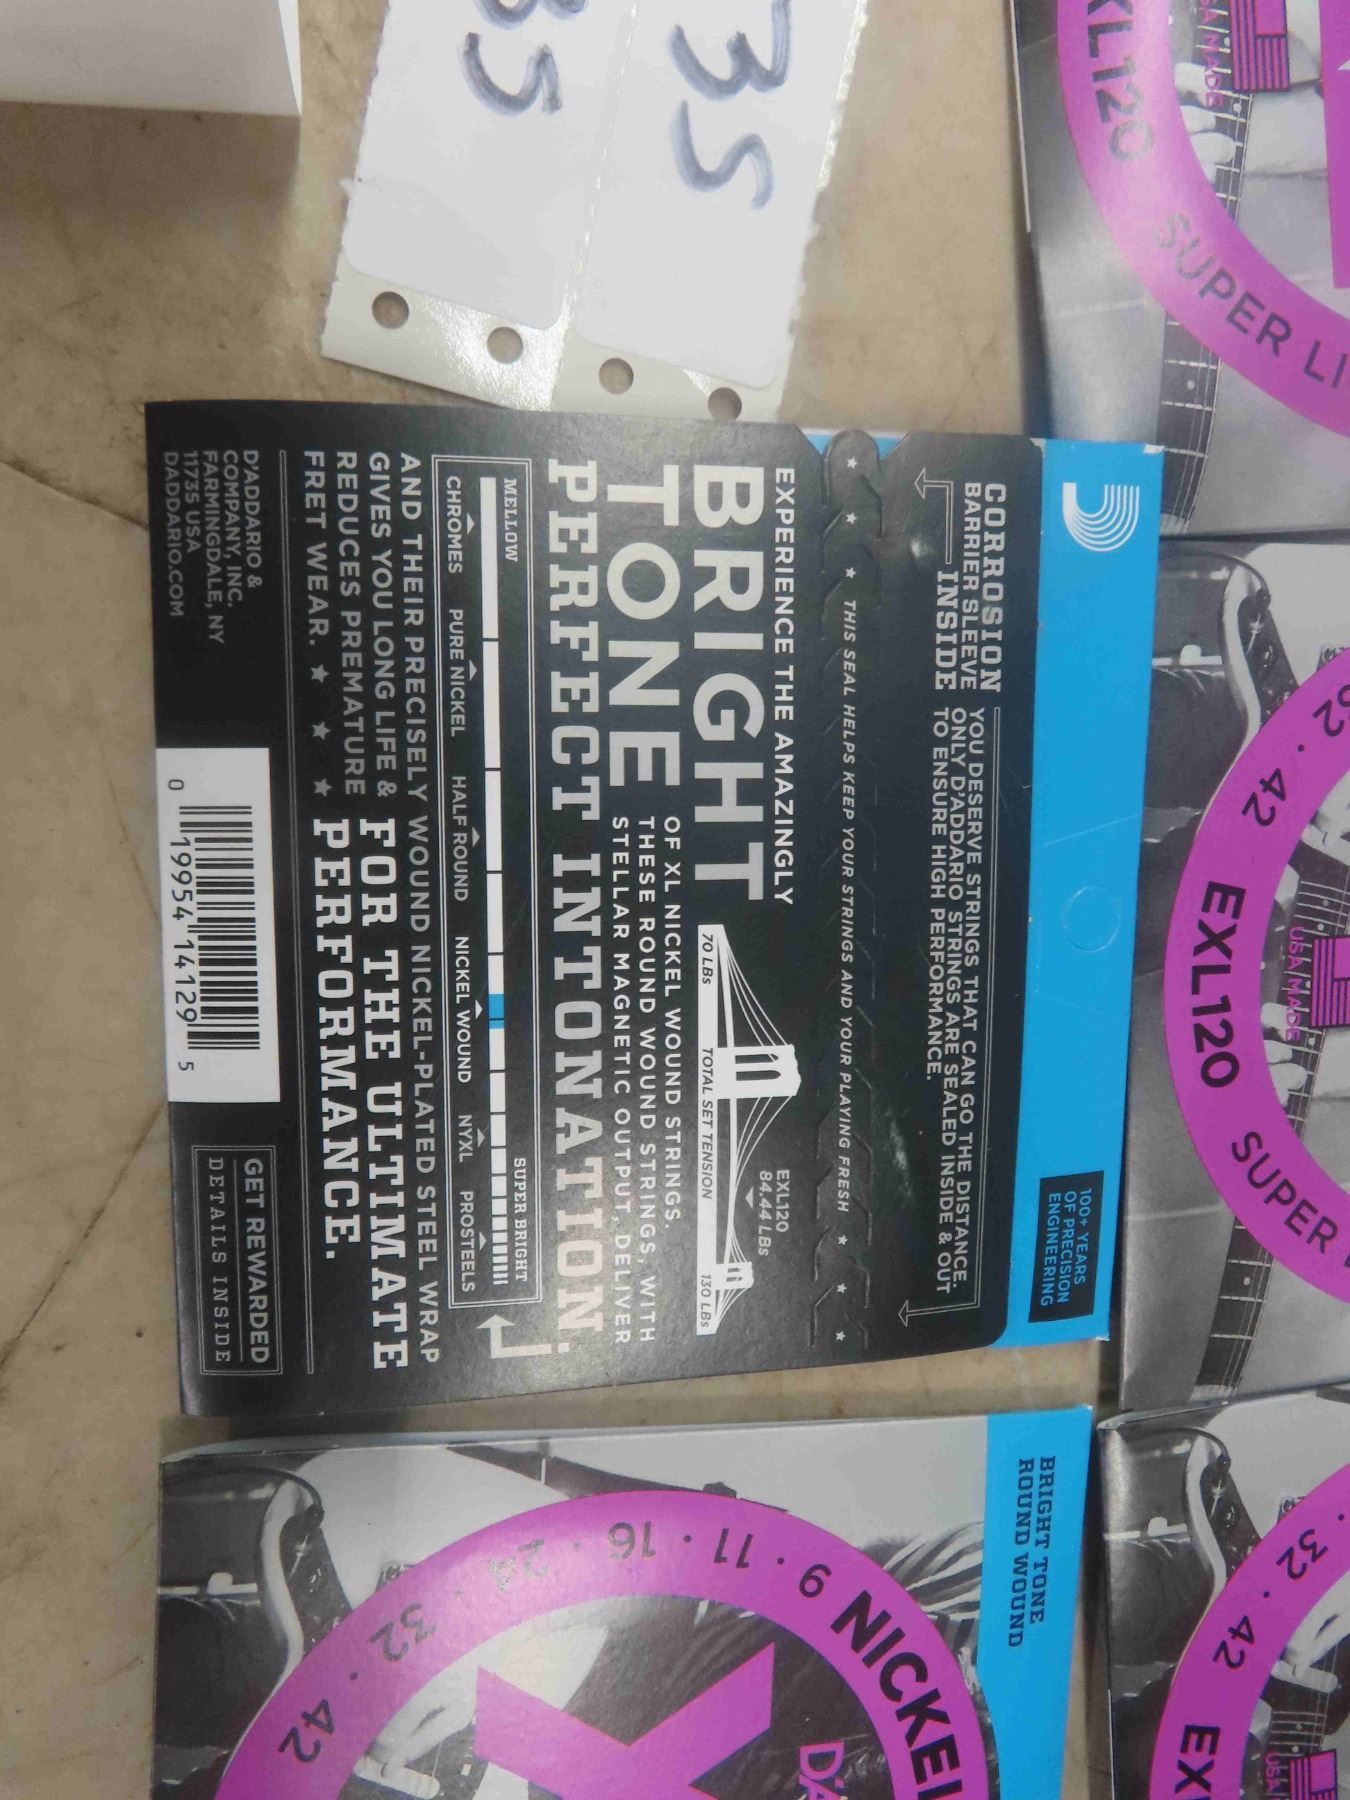 35
35
CORROSION
BARRIER SLEEVE
INSIDE
YOU DESERVE STRINGS THAT CAN GO THE DISTANCE.
ONLY D'ADDARIO STRINGS ARE SEALED INSIDE & OUT
TO ENSURE HIGH PERFORMANCE.
100+ YEARS
OF PRECISION
ENGINEERING
THIS SEAL HELPS KEEP YOUR STRINGS AND YOUR PLAYING FRESH
EXPERIENCE THE AMAZINGLY
BRIGHT
TONE
OF XL NICKEL WOUND STRINGS.
THESE ROUND WOUND STRINGS, WITH
STELLAR MAGNETIC OUTPUT, DELIVER
EXL120
84.44 LBs
70 LBs TOTAL SET TENSION 130 LBs
PERFECT INTONATION,
MELLOW SUPER BRIGHT
CHROMES PURE NICKEL HALF ROUND NICKEL WOUND NYXL PROSTEELS
AND THEIR PRECISELY WOUND NICKEL-PLATED STEEL WRAP
GIVES YOU LONG LIFE &
REDUCES PREMATURE
FRET WEAR.
FOR THE ULTIMATE
PERFORMANCE.
D'ADDARIO &
COMPANY, INC.
FARMINGDALE, NY
11735 USA
DADDARIO.COM
0 19954 14129 5
GET REWARDED
DETAILS INSIDE
XL120 SUPER LI
USA MADE
42
EXL120 SUPER
USA MADE
BRIGHT TONE
ROUND WOUND
9 · 11 · 16 · 24 · 32 · 42
NICKEL
32 · 42
EX
USA